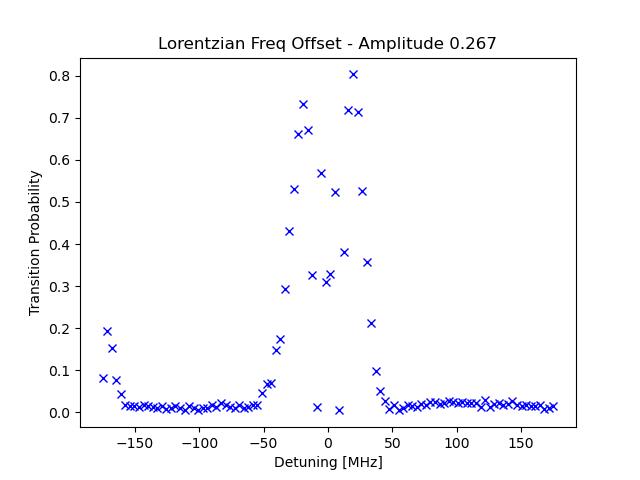 Lorentzian Freq Offset - Amplitude 0.267
Transition Probability
0.8
0.7
0.6
0.5
0.4
0.3
0.2
0.1
0.0
−150 −100 −50 0 50 100 150
Detuning [MHz]